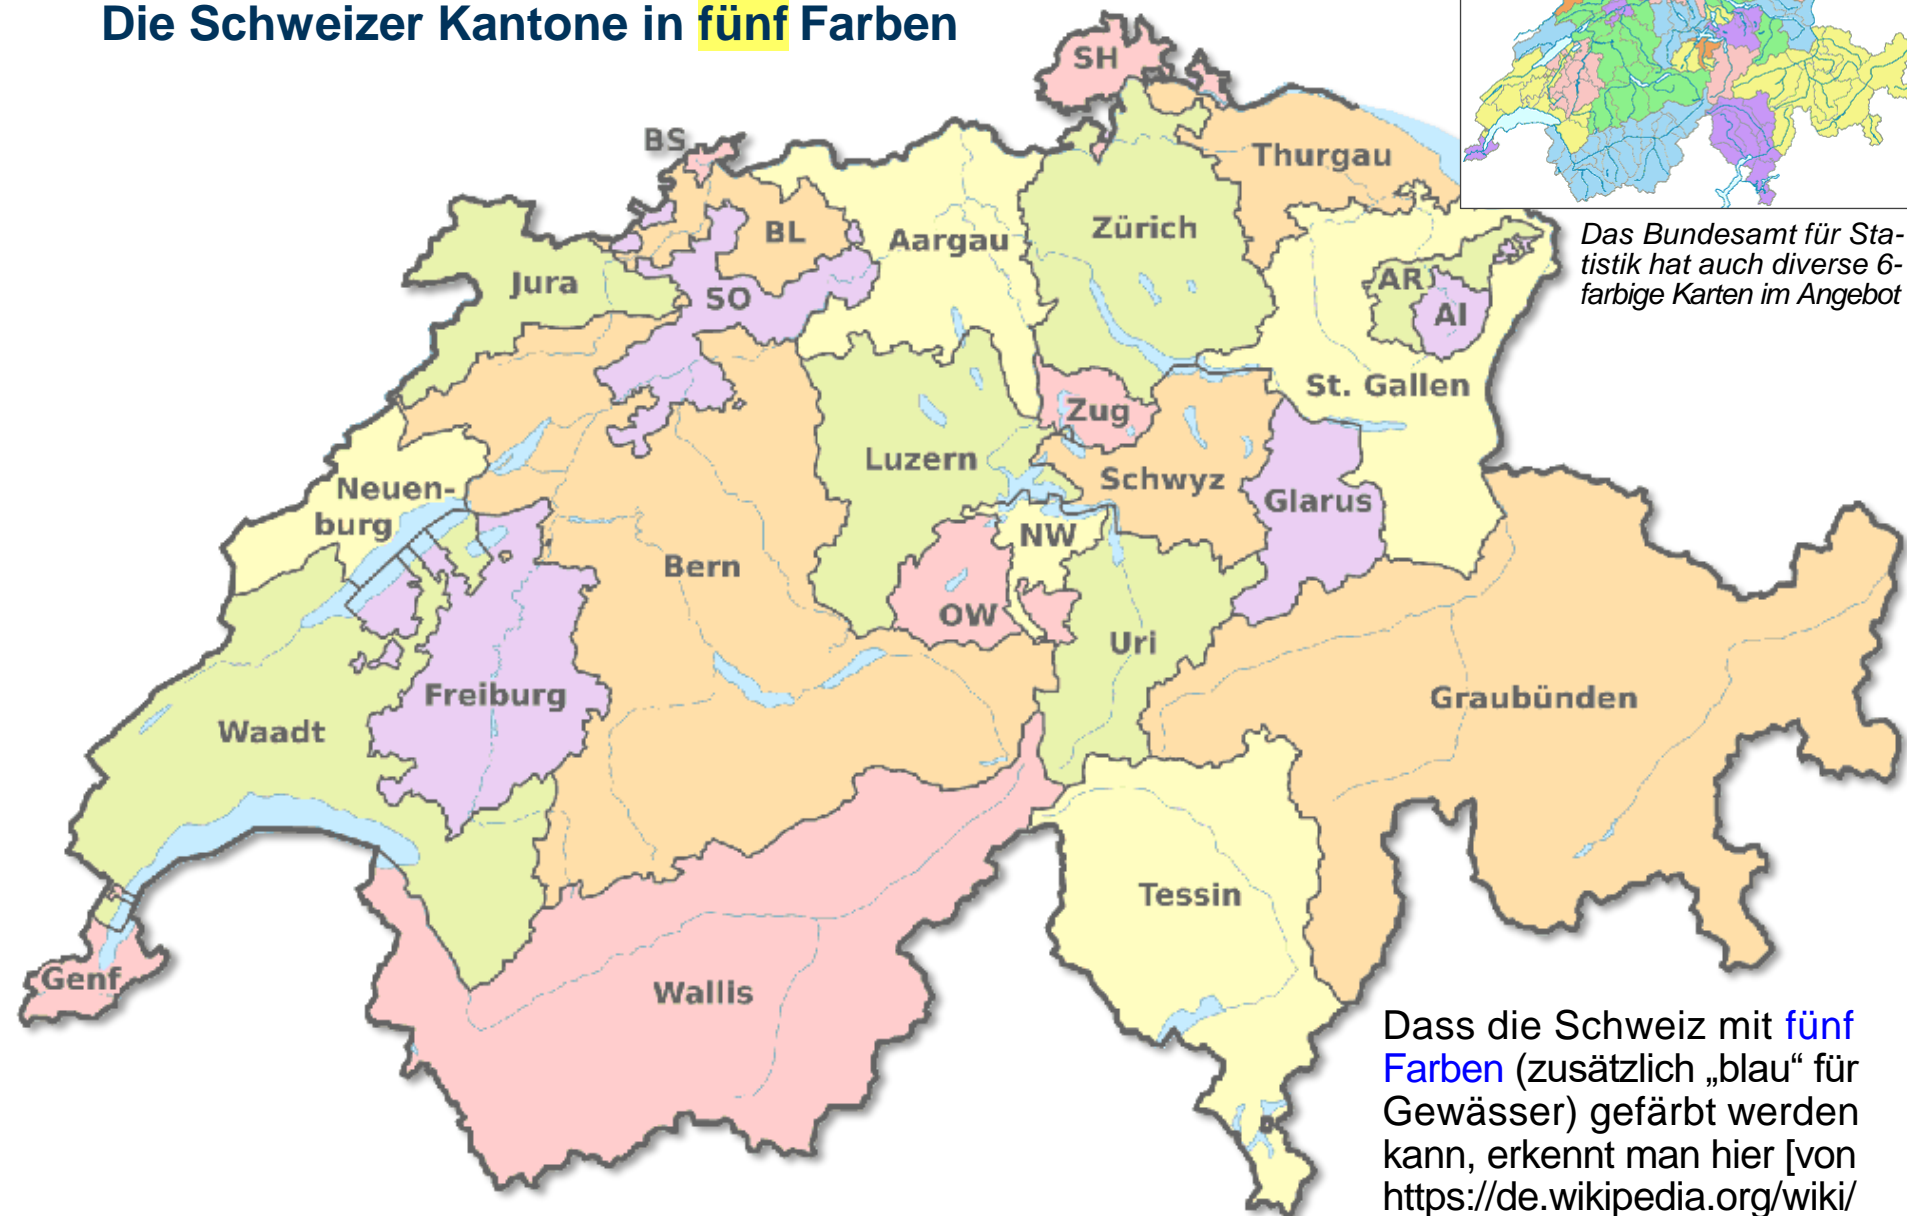 Die Schweizer Kantone in fünf Farben
SH
BS
Thurgau
BL
Aargau
Zürich
Das Bundesamt für Sta-
tistik hat auch diverse 6-
farbige Karten im Angebot
Jura
SO
AR
AI
St. Gallen
Zug
Luzern
Schwyz
Neuen-
burg
Glarus
NW
Bern
OW
Uri
Freiburg
Graubünden
Waadt
Tessin
Genf
Wallis
Dass die Schweiz mit fünf
Farben (zusätzlich „blau“ für
Gewässer) gefärbt werden
kann, erkennt man hier [von
https://de.wikipedia.org/wiki/